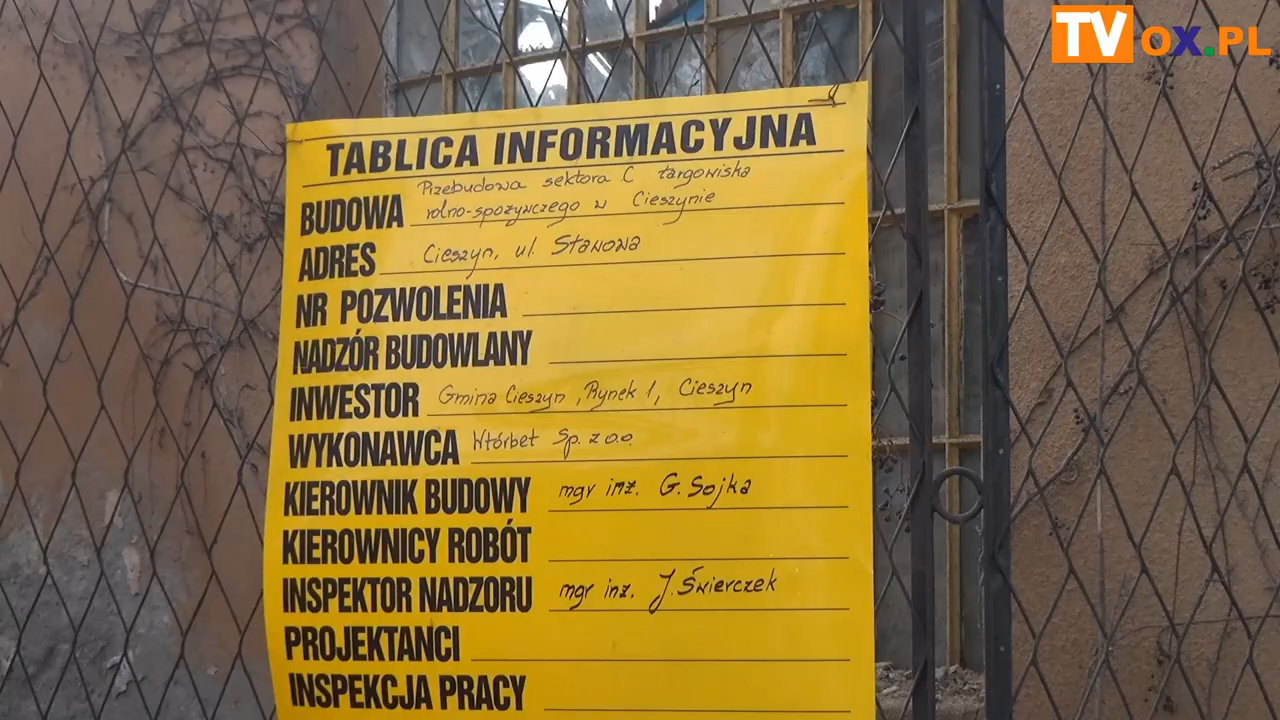 TVOX.PL
TABLICA INFORMACYJNA
Przebudowa sektora C targowiska
BUDOWA rolno-spożywczego w Cieszynie
ADRES Cieszyn, ul. Stawowa
NR POZWOLENIA
NADZÓR BUDOWLANY
INWESTOR Gmina Cieszyn, Rynek 1, Cieszyn
WYKONAWCA Wtórbet Sp. z o.o.
KIEROWNIK BUDOWY mgr inż. G. Sojka
KIEROWNICY ROBÓT
INSPEKTOR NADZORU mgr inż. J. Świerczek
PROJEKTANCI
INSPEKCJA PRACY